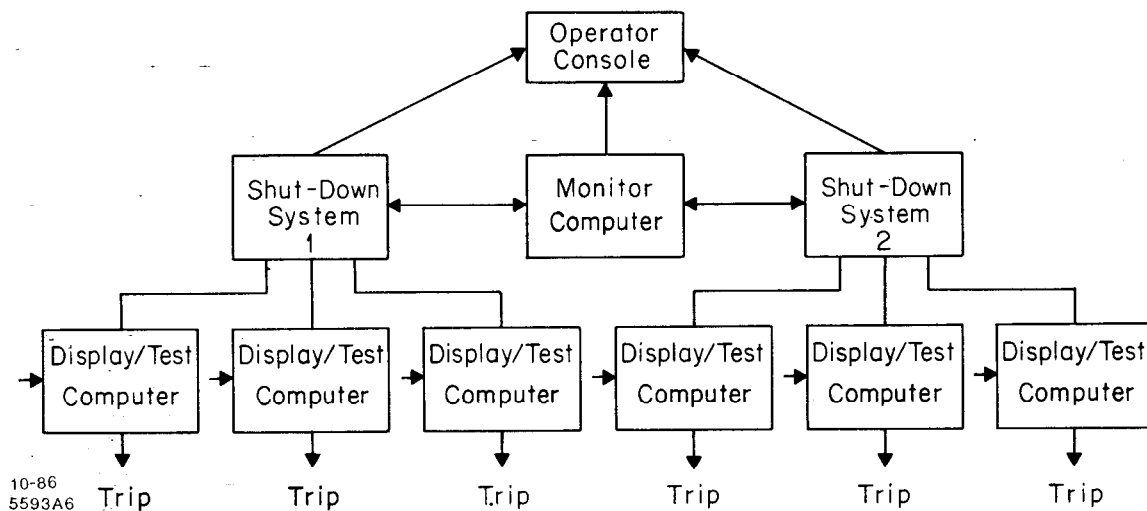 Operator
Console
Shut-Down
System
1
Monitor
Computer
Shut-Down
System
2
Display/Test
Computer
Display/Test
Computer
Display/Test
Computer
Display/Test
Computer
Display/Test
Computer
Display/Test
Computer
10-86
5593A6
Trip
Trip
Trip
Trip
Trip
Trip